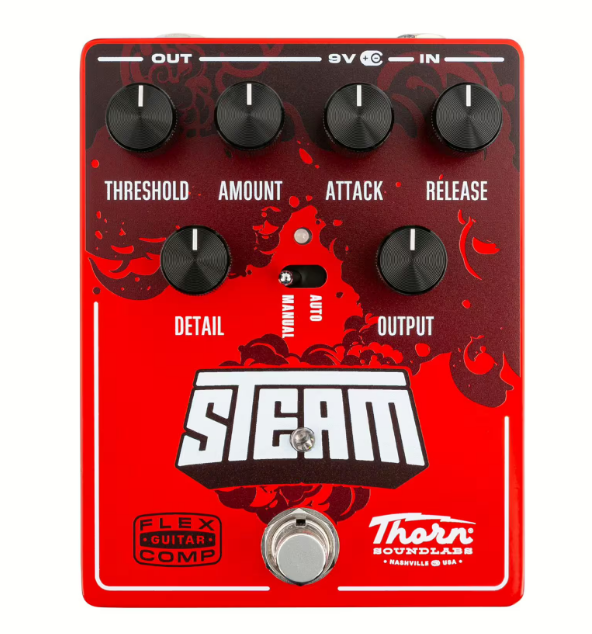 OUT 9V IN
THRESHOLD AMOUNT ATTACK RELEASE
AUTO
MANUAL
DETAIL OUTPUT
STEAM
FLEX
GUITAR
COMP
Thorn
SOUNDLABS
NASHVILLE USA